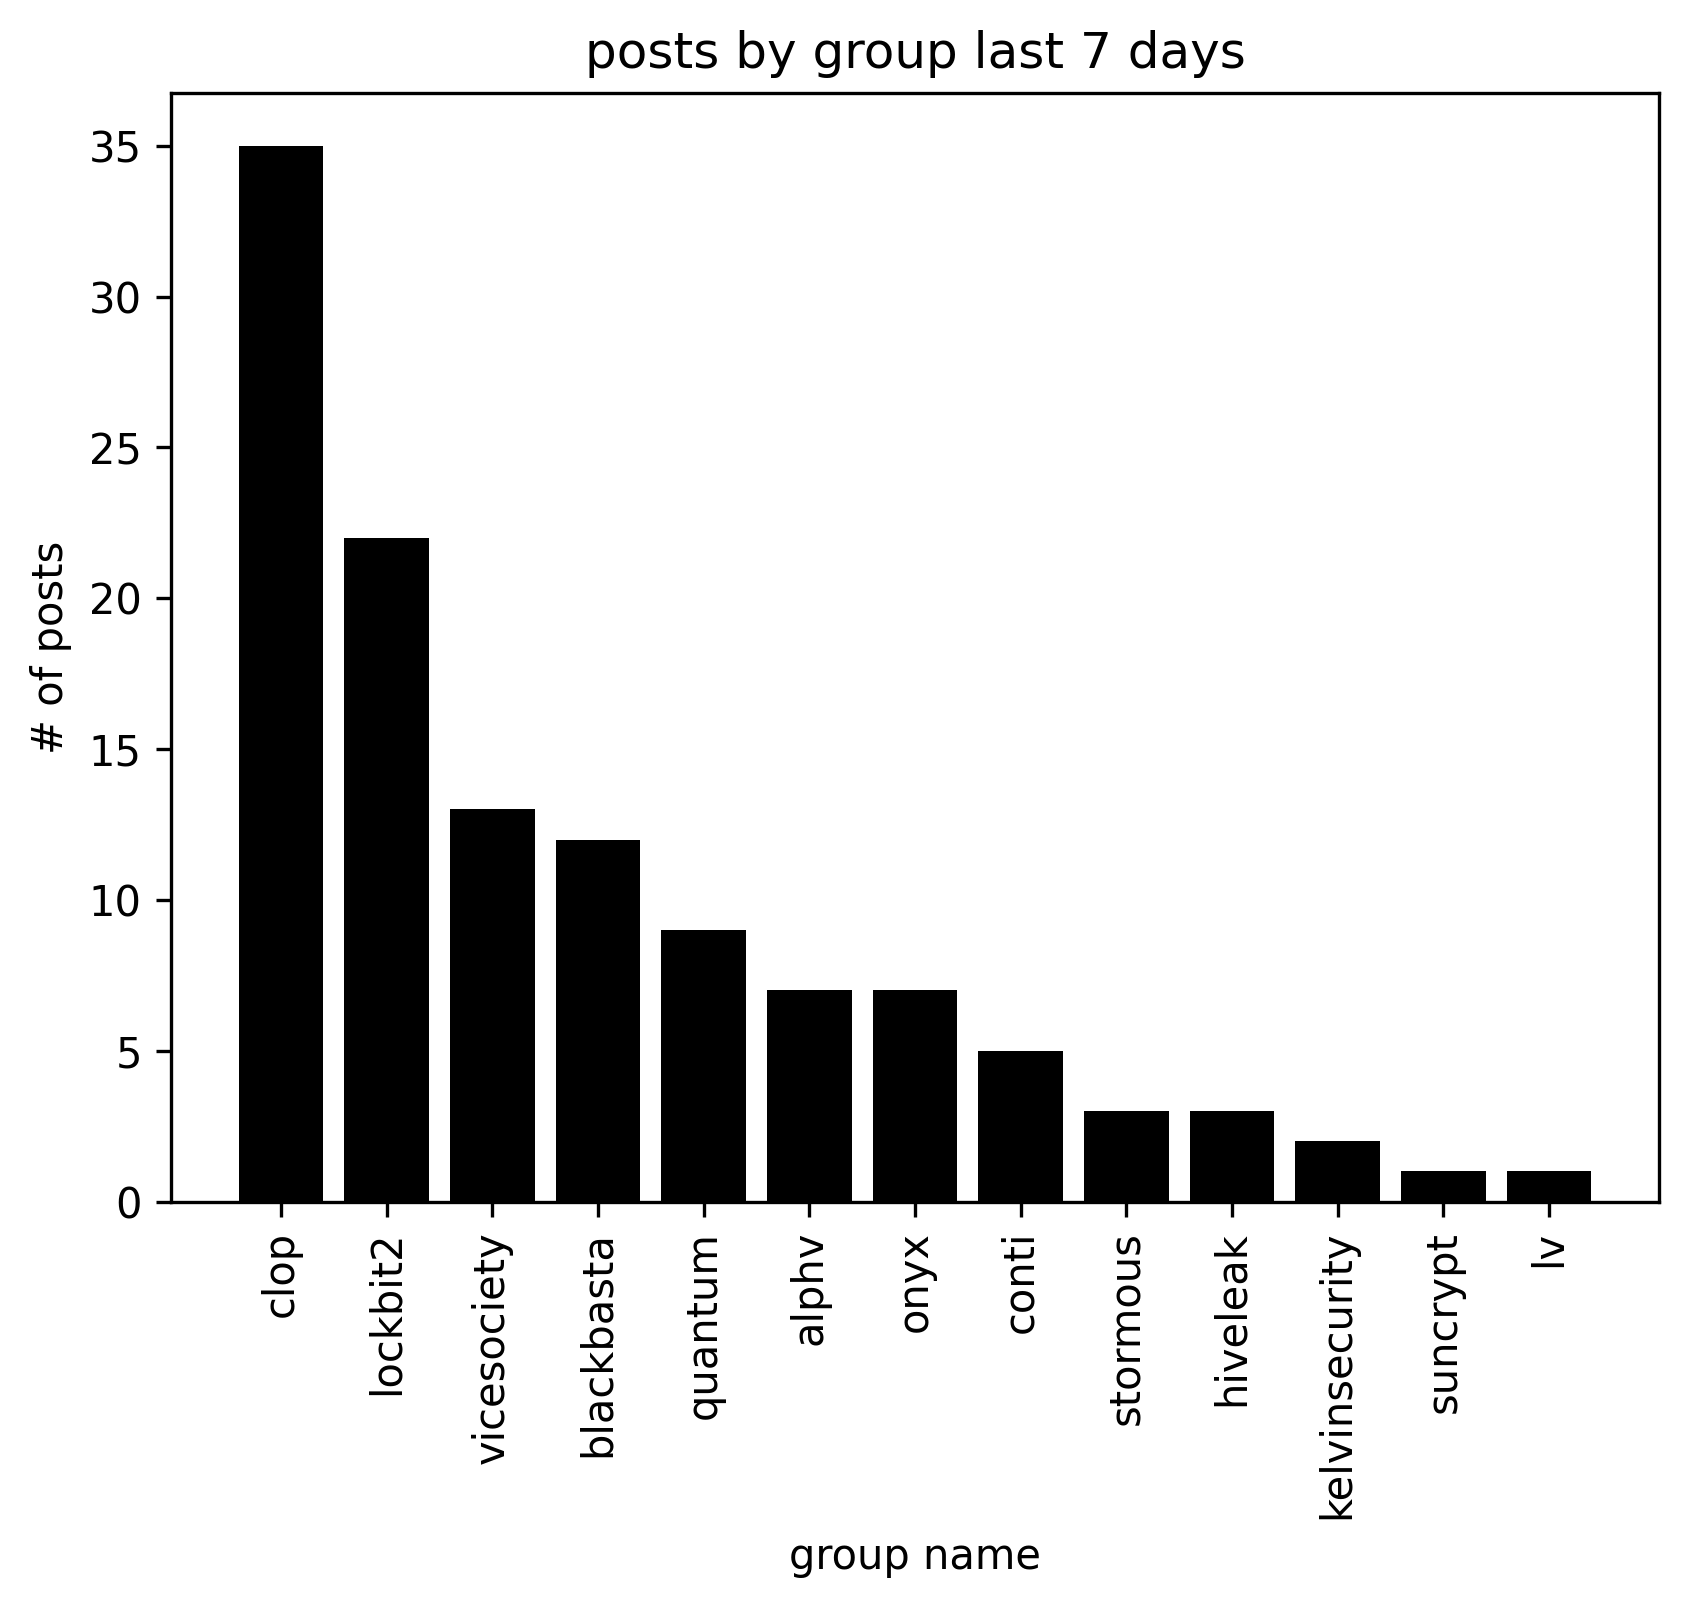 posts by group last 7 days
35
30
25
20
15
10
5
0
# of posts
clop
lockbit2
vicesociety
blackbasta
quantum
alphv
onyx
conti
stormous
hiveleak
kelvinsecurity
suncrypt
lv
group name